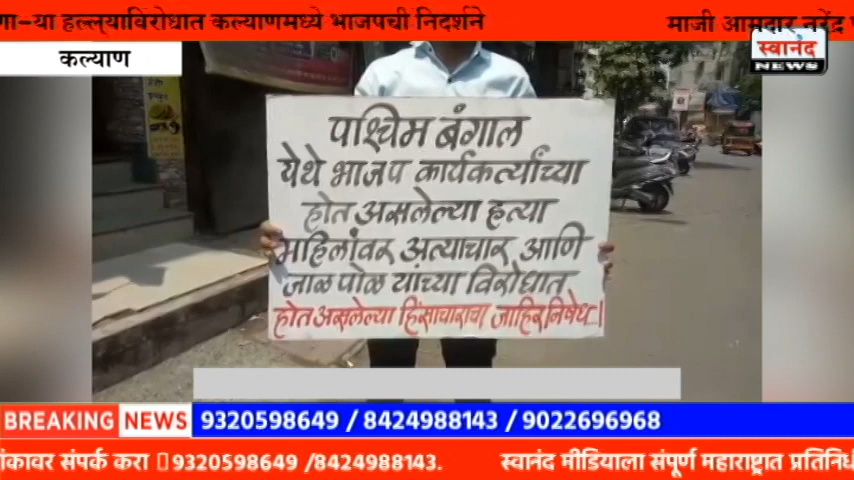 णा-या हल्ल्याविरोधात कल्याणमध्ये भाजपची निदर्शने
माजी आमदार नरेंद्र
स्वानंद
NEWS
कल्याण
पश्चिम बंगाल
येथे भाजप कार्यकर्त्यांच्या
होत असलेल्या हत्या
महिलांवर अत्याचार आणि
जाळ पोळ यांच्या विरोधात
होत असलेल्या हिंसाचाराचा जाहिर निषेध..!
BREAKING NEWS 9320598649 / 8424988143 / 9022696968
ांकावर संपर्क करा 9320598649 /8424988143. स्वानंद मीडियाला संपूर्ण महाराष्ट्रात प्रतिनिधी